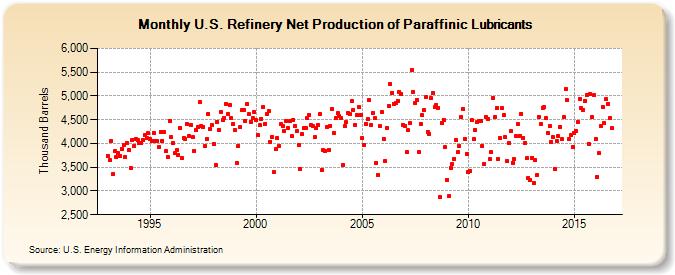 Monthly U.S. Refinery Net Production of Paraffinic Lubricants
Thousand Barrels
6,000
5,500
5,000
4,500
4,000
3,500
3,000
2,500
1995 2000 2005 2010 2015
Source: U.S. Energy Information Administration